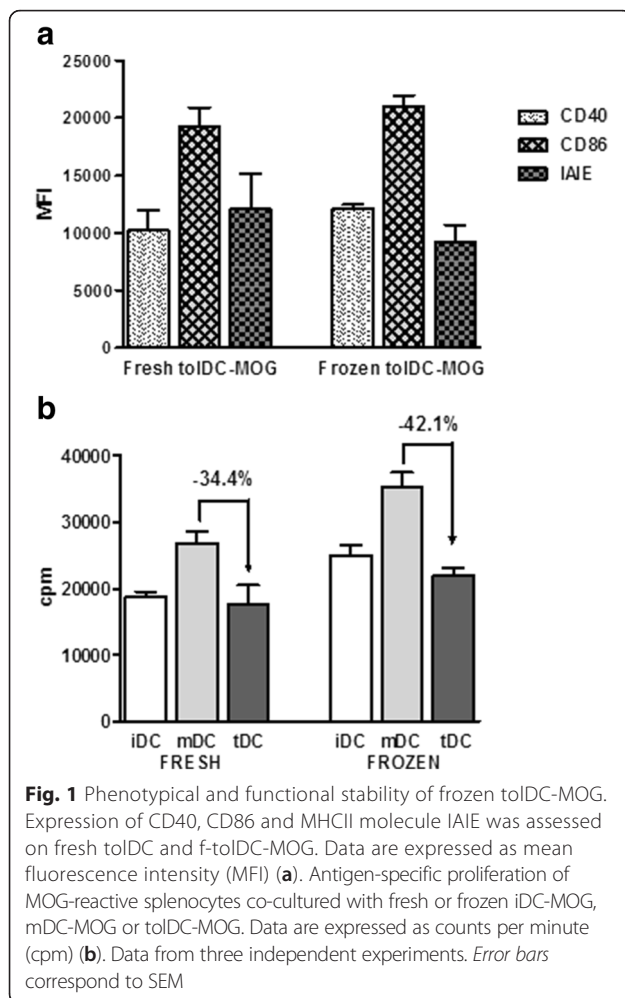 a
25000
20000
15000
10000
5000
0
MFI
CD40
CD86
IAIE
Fresh tolDC-MOG
Frozen tolDC-MOG
b
-42.1%
-34.4%
40000
30000
20000
10000
0
cpm
iDC mDC tDC
FRESH
iDC mDC tDC
FROZEN
Fig. 1 Phenotypical and functional stability of frozen tolDC-MOG.
Expression of CD40, CD86 and MHCII molecule IAIE was assessed
on fresh tolDC and f-tolDC-MOG. Data are expressed as mean
fluorescence intensity (MFI) (a). Antigen-specific proliferation of
MOG-reactive splenocytes co-cultured with fresh or frozen iDC-MOG,
mDC-MOG or tolDC-MOG. Data are expressed as counts per minute
(cpm) (b). Data from three independent experiments. Error bars
correspond to SEM